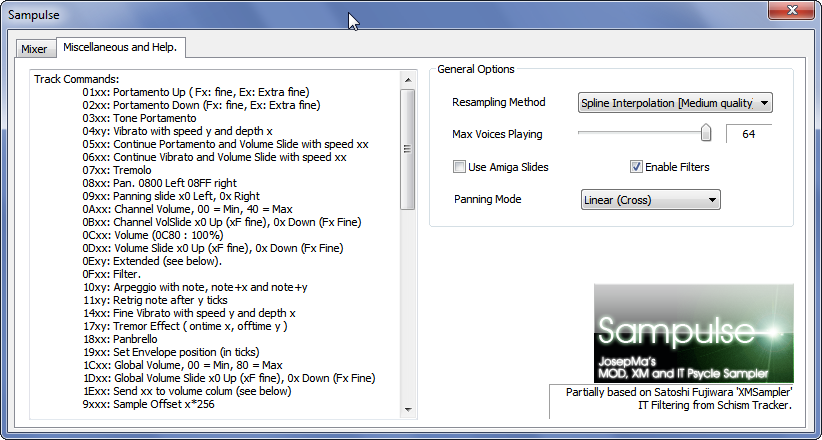 Sampulse
Mixer
Miscellaneous and Help.
Track Commands:
01xx: Portamento Up ( Fx: fine, Ex: Extra fine)
02xx: Portamento Down (Fx: fine, Ex: Extra fine)
03xx: Tone Portamento
04xy: Vibrato with speed y and depth x
05xx: Continue Portamento and Volume Slide with speed xx
06xx: Continue Vibrato and Volume Slide with speed xx
07xx: Tremolo
08xx: Pan. 0800 Left 08FF right
09xx: Panning slide x0 Left, 0x Right
0Axx: Channel Volume, 00 = Min, 40 = Max
0Bxx: Channel VolSlide x0 Up (xF fine), 0x Down (Fx Fine)
0Cxx: Volume (0C80 : 100%)
0Dxx: Volume Slide x0 Up (xF fine), 0x Down (Fx Fine)
0Exy: Extended (see below).
0Fxx: Filter.
10xy: Arpeggio with note, note+x and note+y
11xy: Retrig note after y ticks
14xx: Fine Vibrato with speed y and depth x
17xy: Tremor Effect ( ontime x, offtime y )
18xx: Panbrello
19xx: Set Envelope position (in ticks)
1Cxx: Global Volume, 00 = Min, 80 = Max
1Dxx: Global Volume Slide x0 Up (xF fine), 0x Down (Fx Fine)
1Exx: Send xx to volume colum (see below)
9xxx: Sample Offset x*256
General Options
Resampling Method
Spline Interpolation [Medium quality]
Max Voices Playing
64
Use Amiga Slides
Enable Filters
Panning Mode
Linear (Cross)
Sampulse
JosepMa's
MOD, XM and IT Psycle Sampler
Partially based on Satoshi Fujiwara 'XMSampler'
IT Filtering from Schism Tracker.